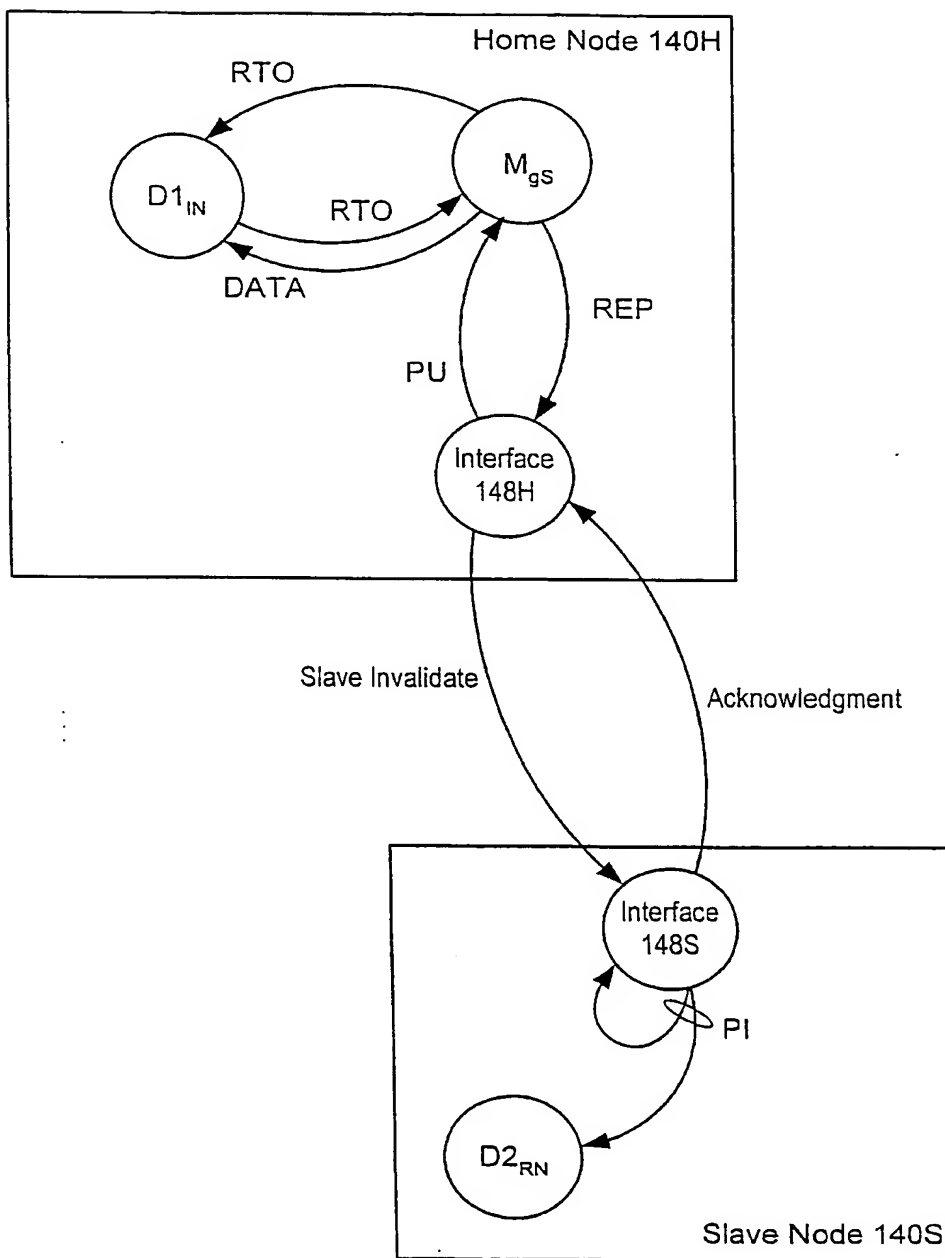 Home Node 140H
RTO
MgS
D1IN
RTO
DATA
REP
PU
Interface
148H
Slave Invalidate
Acknowledgment
Interface
148S
PI
D2RN
Slave Node 140S